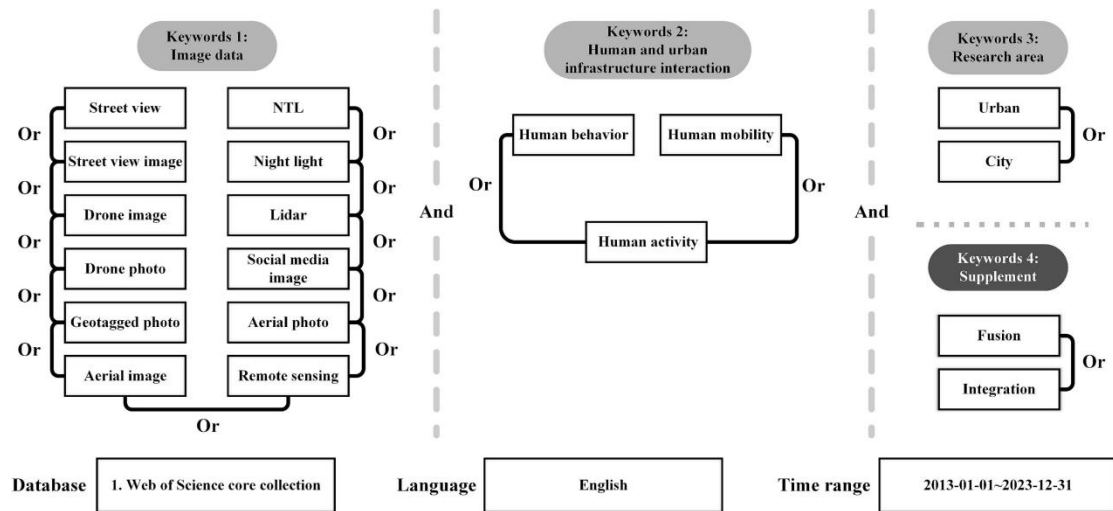 Keywords 1:
Image data
Street view
NTL
Or
Or
Street view image
Night light
Or
Or
Drone image
Lidar
Or
Or
Drone photo
Social media
image
Or
Or
Geotagged photo
Aerial photo
Or
Or
Aerial image
Remote sensing
Or
And
Keywords 2:
Human and urban
infrastructure interaction
Human behavior
Human mobility
Or
Or
Human activity
And
Keywords 3:
Research area
Urban
Or
City
Keywords 4:
Supplement
Fusion
Or
Integration
Database
1. Web of Science core collection
Language
English
Time range
2013-01-01~2023-12-31